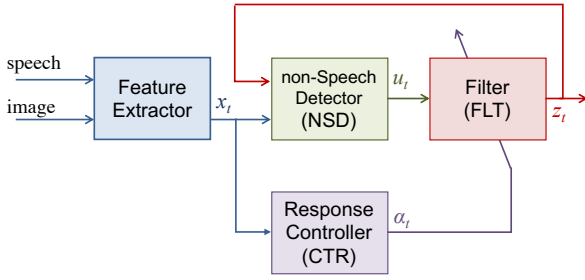 speech
image
Feature
Extractor
x_t
non-Speech
Detector
(NSD)
u_t
Filter
(FLT)
z_t
Response
Controller
(CTR)
α_t